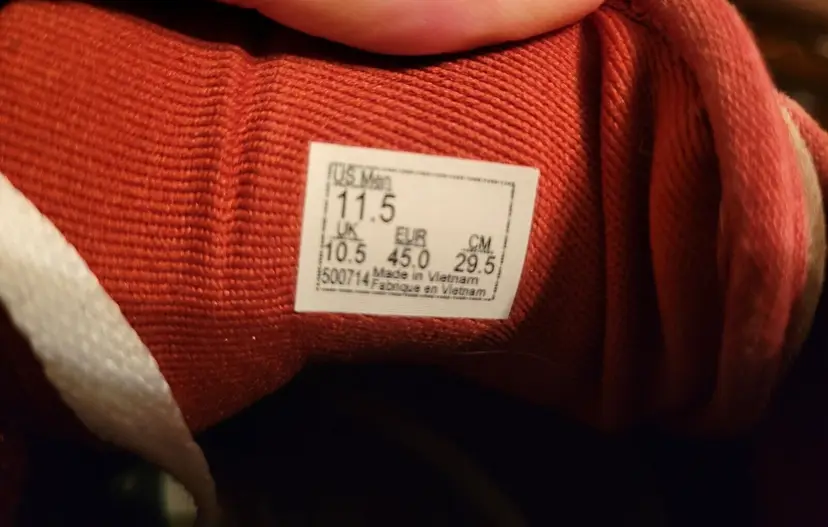 US Men
11.5
UK EUR CM
10.5 45.0 29.5
500714 Made in Vietnam
Fabrique en Vietnam